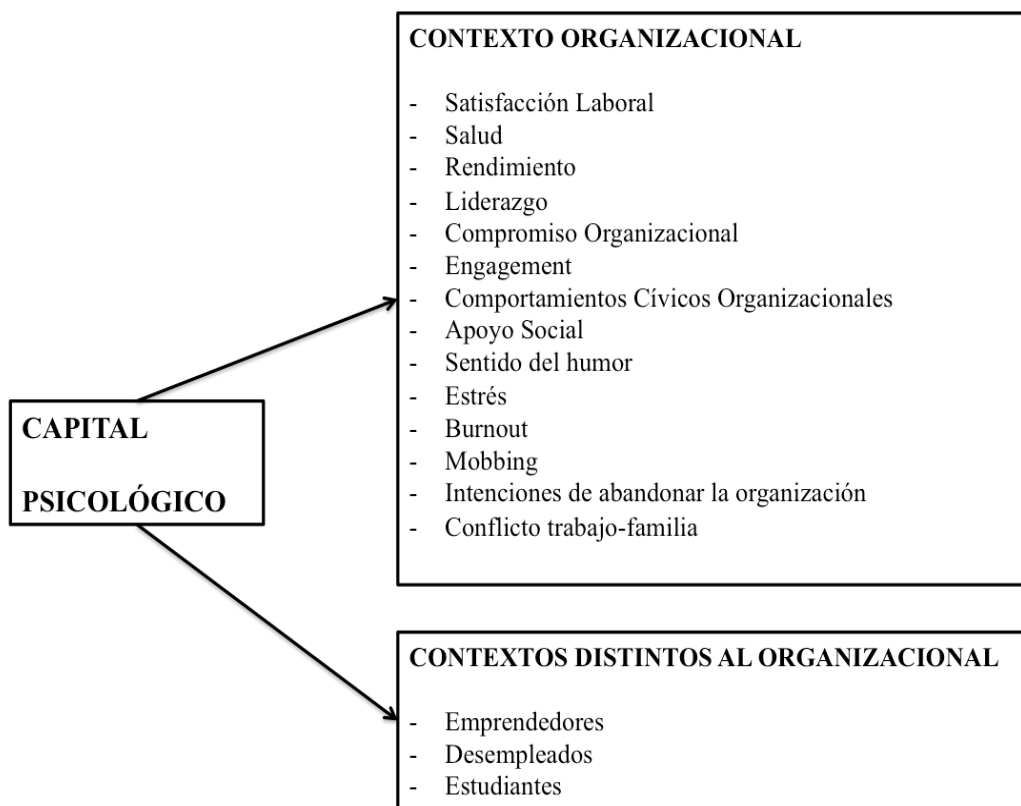 CONTEXTO ORGANIZACIONAL
- Satisfacción Laboral
- Salud
- Rendimiento
- Liderazgo
- Compromiso Organizacional
- Engagement
- Comportamientos Cívicos Organizacionales
- Apoyo Social
- Sentido del humor
- Estrés
- Burnout
- Mobbing
- Intenciones de abandonar la organización
- Conflicto trabajo-familia
CAPITAL
PSICOLÓGICO
CONTEXTOS DISTINTOS AL ORGANIZACIONAL
- Emprendedores
- Desempleados
- Estudiantes